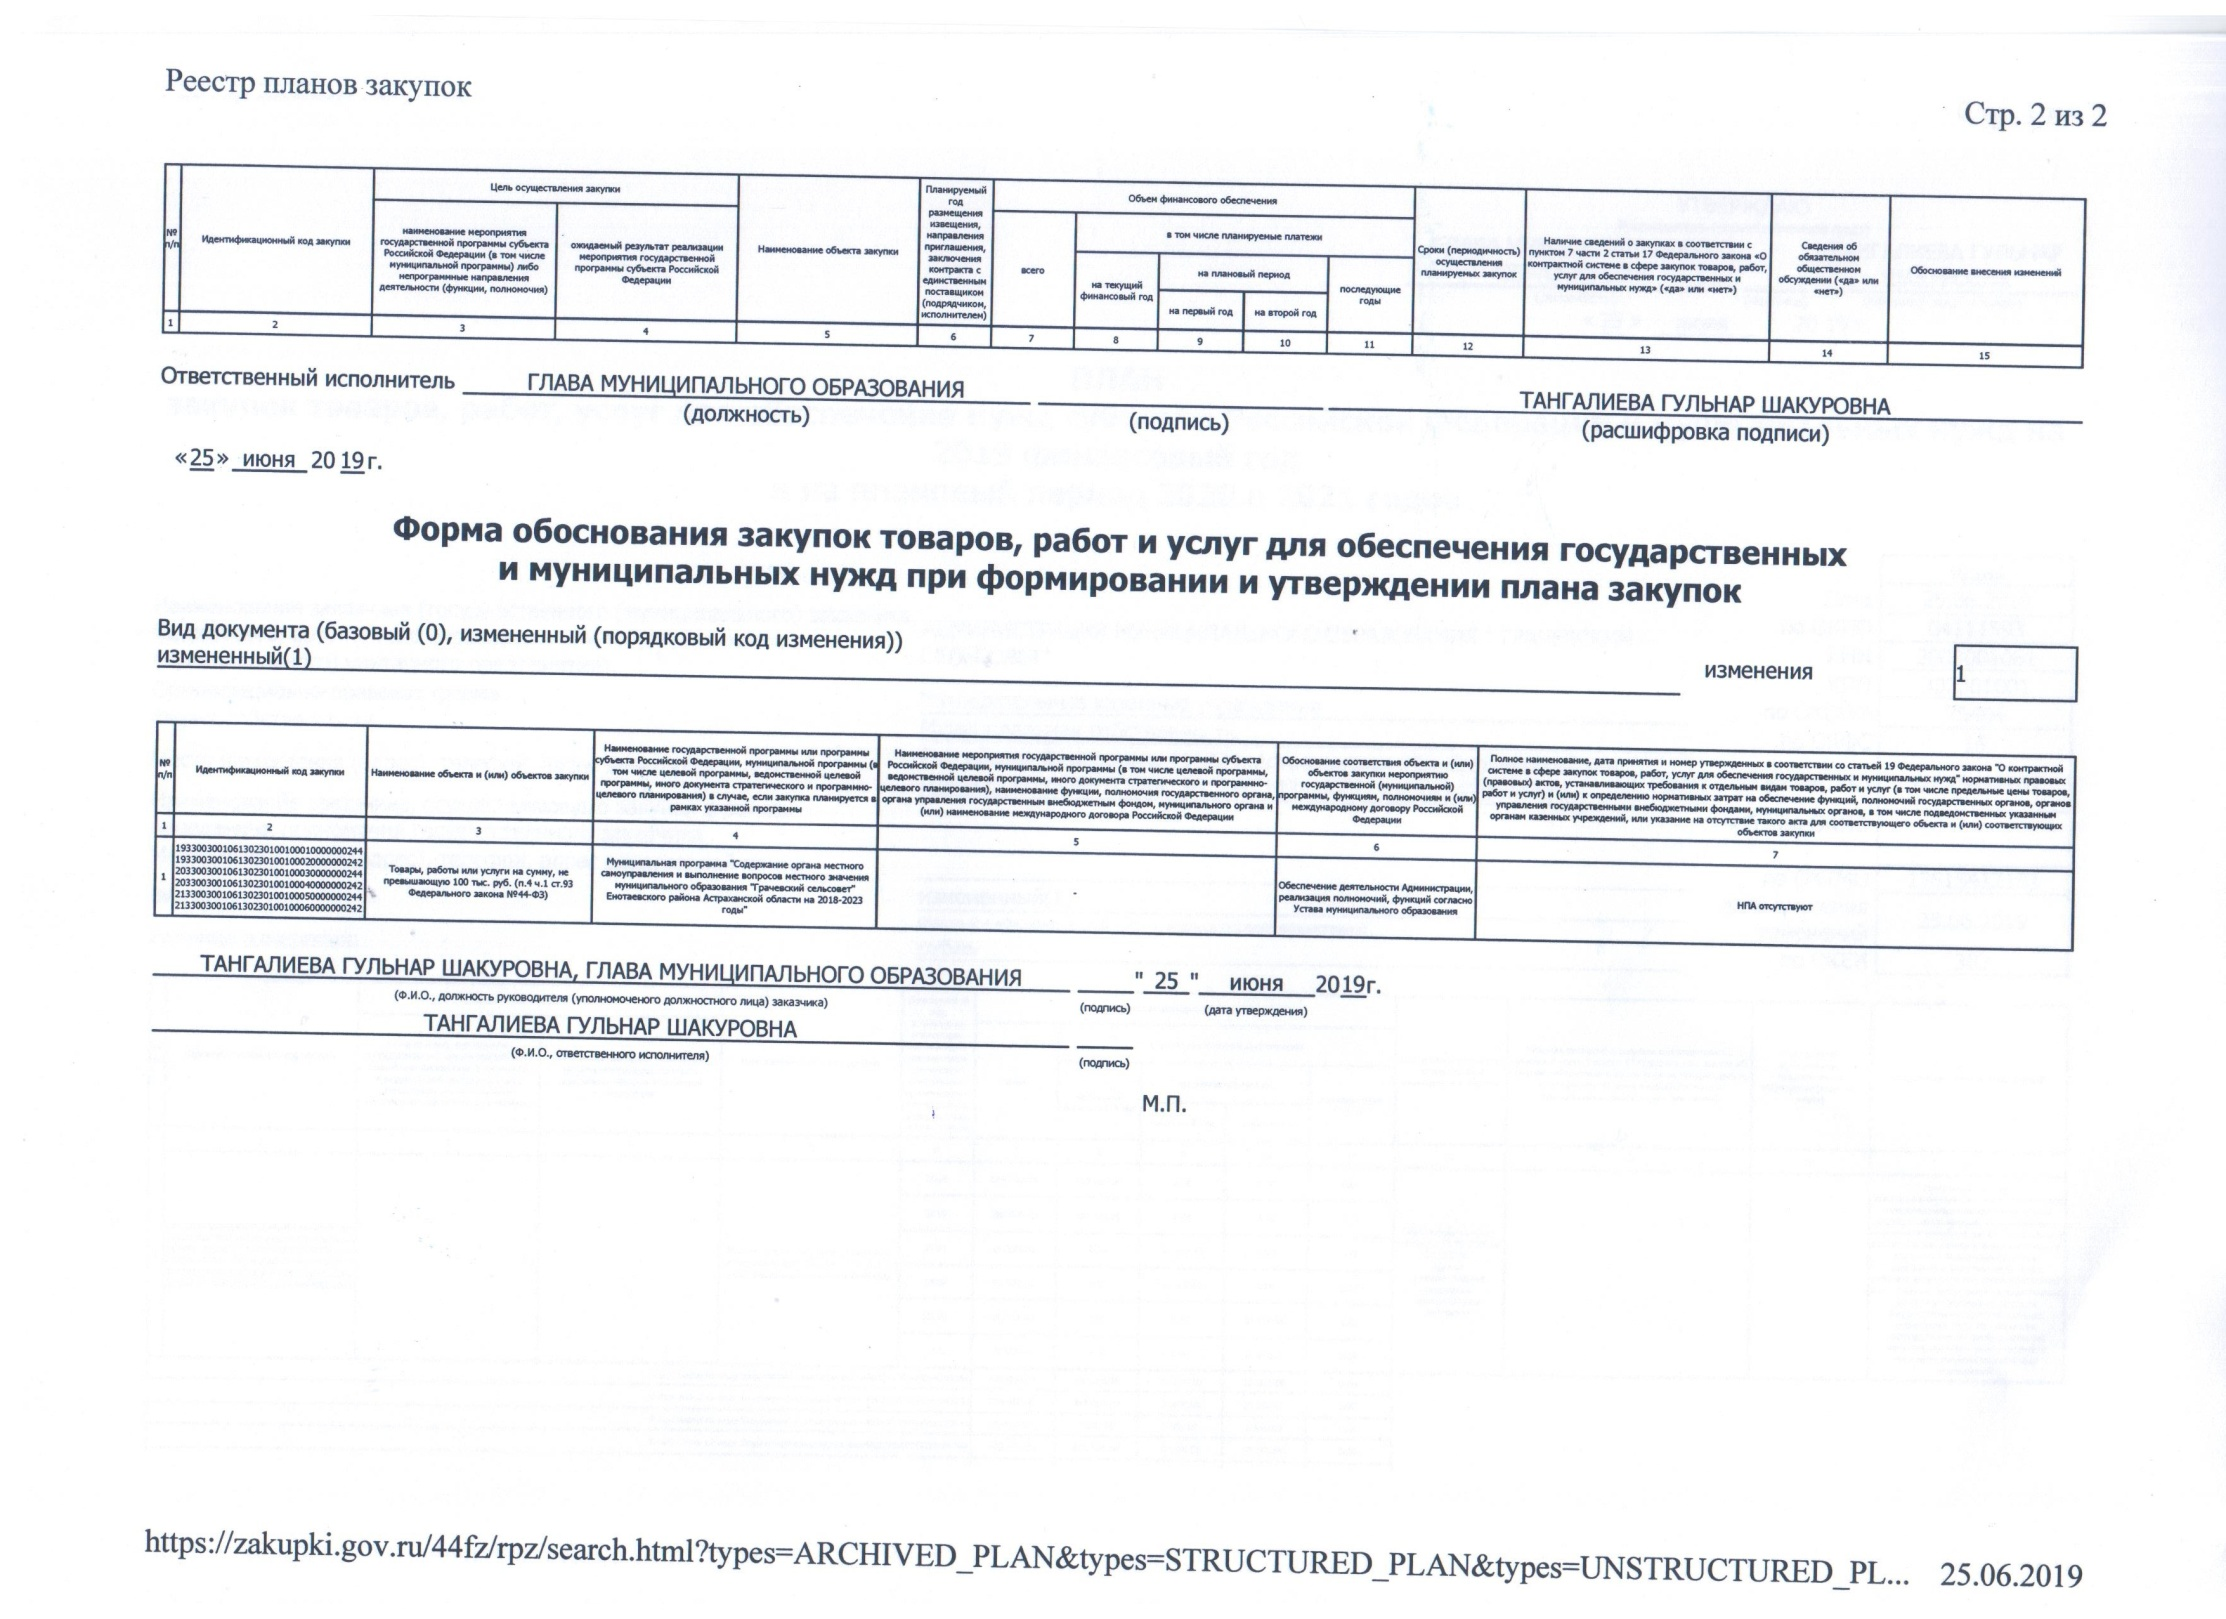 Реестр планов закупок
Стр. 2 из 2
№
п/п
Идентификационный код закупки
Цель осуществления закупки
наименование мероприятия
государственной программы субъекта
Российской Федерации (в том числе
муниципальной программы) либо
непрограммные направления
деятельности (функции, полномочия)
ожидаемый результат реализации
мероприятия государственной
программы субъекта Российской
Федерации
Наименование объекта закупки
Планируемый
год
размещения
извещения,
направления
приглашения,
заключения
контракта с
единственным
поставщиком
(подрядчиком,
исполнителем)
Объем финансового обеспечения
всего
в том числе планируемые платежи
на текущий
финансовый год
на плановый период
на первый год
на второй год
последующие
годы
Сроки (периодичность)
осуществления
планируемых закупок
Наличие сведений о закупках в соответствии с
пунктом 7 части 2 статьи 17 Федерального закона «О
контрактной системе в сфере закупок товаров, работ,
услуг для обеспечения государственных и
муниципальных нужд» («да» или «нет»)
Сведения об
обязательном
общественном
обсуждении («да» или
«нет»)
Обоснование внесения изменений
1 2 3 4 5 6 7 8 9 10 11 12 13 14 15
Ответственный исполнитель ГЛАВА МУНИЦИПАЛЬНОГО ОБРАЗОВАНИЯ ТАНГАЛИЕВА ГУЛЬНАР ШАКУРОВНА
(должность) (подпись) (расшифровка подписи)
«25» июня 20 19 г.
Форма обоснования закупок товаров, работ и услуг для обеспечения государственных
и муниципальных нужд при формировании и утверждении плана закупок
Вид документа (базовый (0), измененный (порядковый код изменения))
измененный(1)
изменения 1
№
п/п
Идентификационный код закупки
Наименование объекта и (или) объектов закупки
Наименование государственной программы или программы
субъекта Российской Федерации, муниципальной программы (в
том числе целевой программы, ведомственной целевой
программы, иного документа стратегического и программно-
целевого планирования) в случае, если закупка планируется в
рамках указанной программы
Наименование мероприятия государственной программы или программы субъекта
Российской Федерации, муниципальной программы (в том числе целевой программы,
ведомственной целевой программы, иного документа стратегического и программно-
целевого планирования), наименование функции, полномочия государственного органа,
органа управления государственным внебюджетным фондом, муниципального органа и
(или) наименование международного договора Российской Федерации
Обоснование соответствия объекта и (или)
объектов закупки мероприятию
государственной (муниципальной)
программы, функциям, полномочиям и (или)
международному договору Российской
Федерации
Полное наименование, дата принятия и номер утвержденных в соответствии со статьей 19 Федерального закона "О контрактной
системе в сфере закупок товаров, работ, услуг для обеспечения государственных и муниципальных нужд" нормативных правовых
(правовых) актов, устанавливающих требования к отдельным видам товаров, работ и услуг (в том числе предельные цены товаров,
работ и услуг) и (или) к определению нормативных затрат на обеспечение функций, полномочий государственных органов, органов
управления государственными внебюджетными фондами, муниципальных органов, в том числе подведомственных указанным
органам казенных учреждений, или указание на отсутствие такого акта для соответствующего объекта и (или) соответствующих
объектов закупки
1 2 3 4 5 6 7
1
193300300106130230100100010000000244
193300300106130230100100020000000242
203300300106130230100100030000000244
203300300106130230100100040000000242
213300300106130230100100050000000244
213300300106130230100100060000000242
Товары, работы или услуги на сумму, не
превышающую 100 тыс. руб. (п.4 ч.1 ст.93
Федерального закона №44-ФЗ)
Муниципальная программа "Содержание органа местного
самоуправления и выполнение вопросов местного значения
муниципального образования "Грачевский сельсовет"
Енотаевского района Астраханской области на 2018-2023
годы"
Обеспечение деятельности Администрации,
реализация полномочий, функций согласно
Устава муниципального образования
НПА отсутствуют
ТАНГАЛИЕВА ГУЛЬНАР ШАКУРОВНА, ГЛАВА МУНИЦИПАЛЬНОГО ОБРАЗОВАНИЯ " 25 " июня 2019г.
(Ф.И.О., должность руководителя (уполномоченого должностного лица) заказчика) (подпись) (дата утверждения)
ТАНГАЛИЕВА ГУЛЬНАР ШАКУРОВНА
(Ф.И.О., ответственного исполнителя) (подпись)
М.П.
https://zakupki.gov.ru/44fz/rpz/search.html?types=ARCHIVED_PLAN&types=STRUCTURED_PLAN&types=UNSTRUCTURED_PL... 25.06.2019